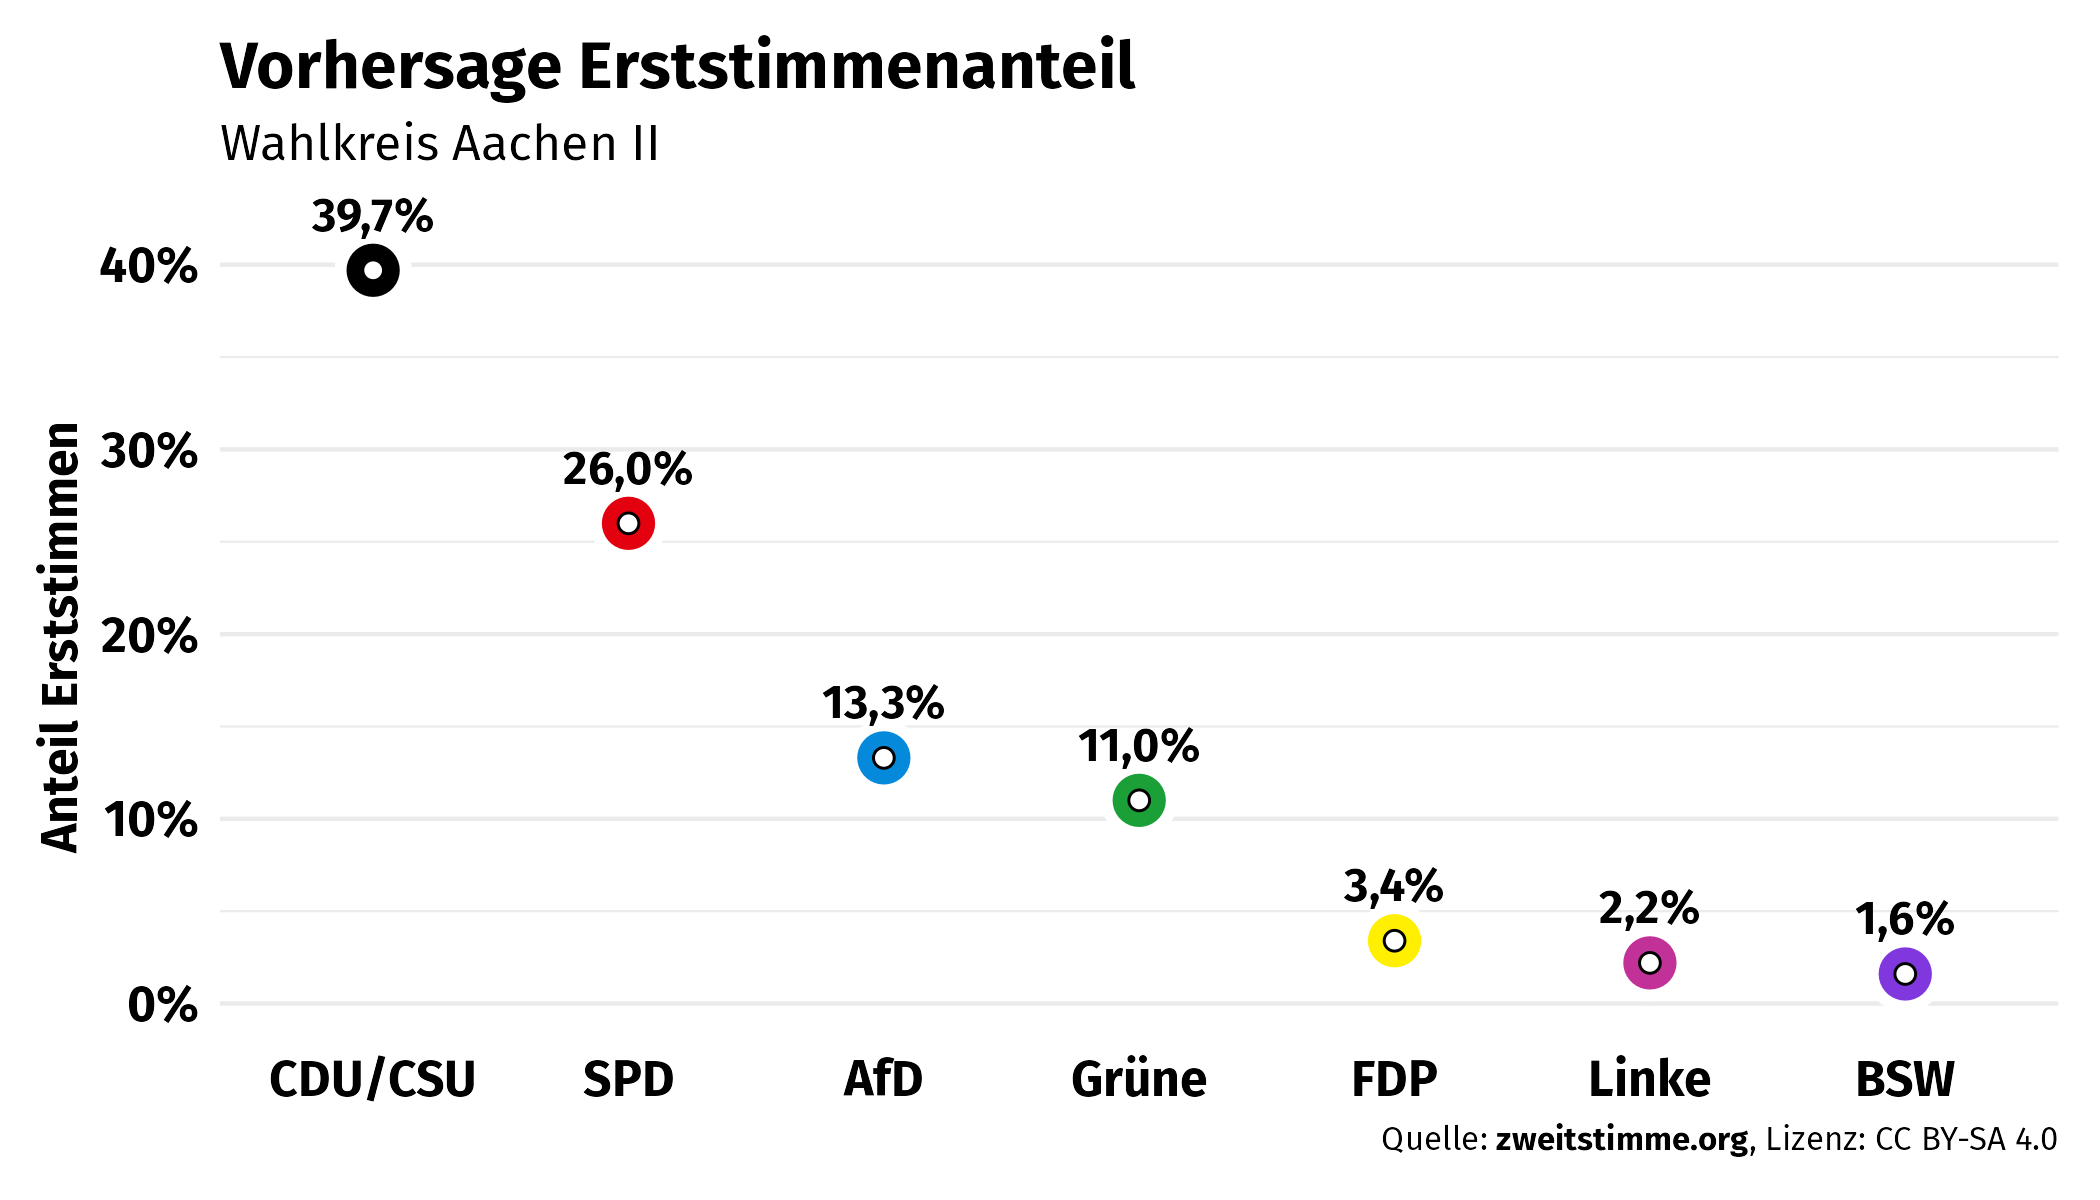 Vorhersage Erststimmenanteil
Wahlkreis Aachen II
39,7%
40%
30%
26,0%
20%
13,3%
11,0%
10%
3,4%
2,2%
1,6%
0%
Anteil Erststimmen
CDU/CSU SPD AfD Grüne FDP Linke BSW
Quelle: zweitstimme.org, Lizenz: CC BY-SA 4.0